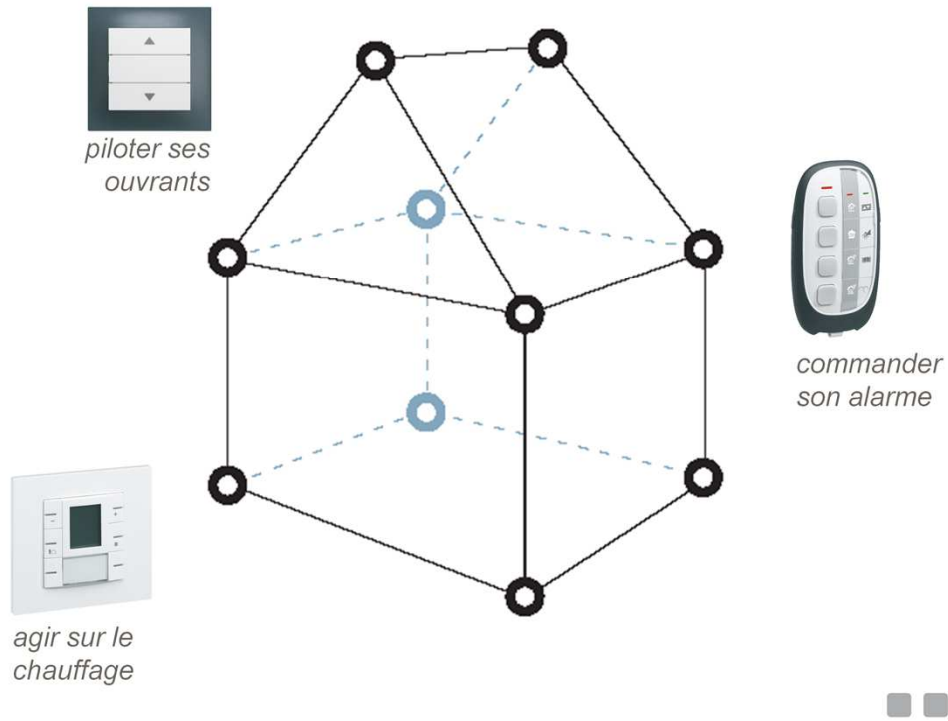 piloter ses
ouvrants
commander
son alarme
agir sur le
chauffage